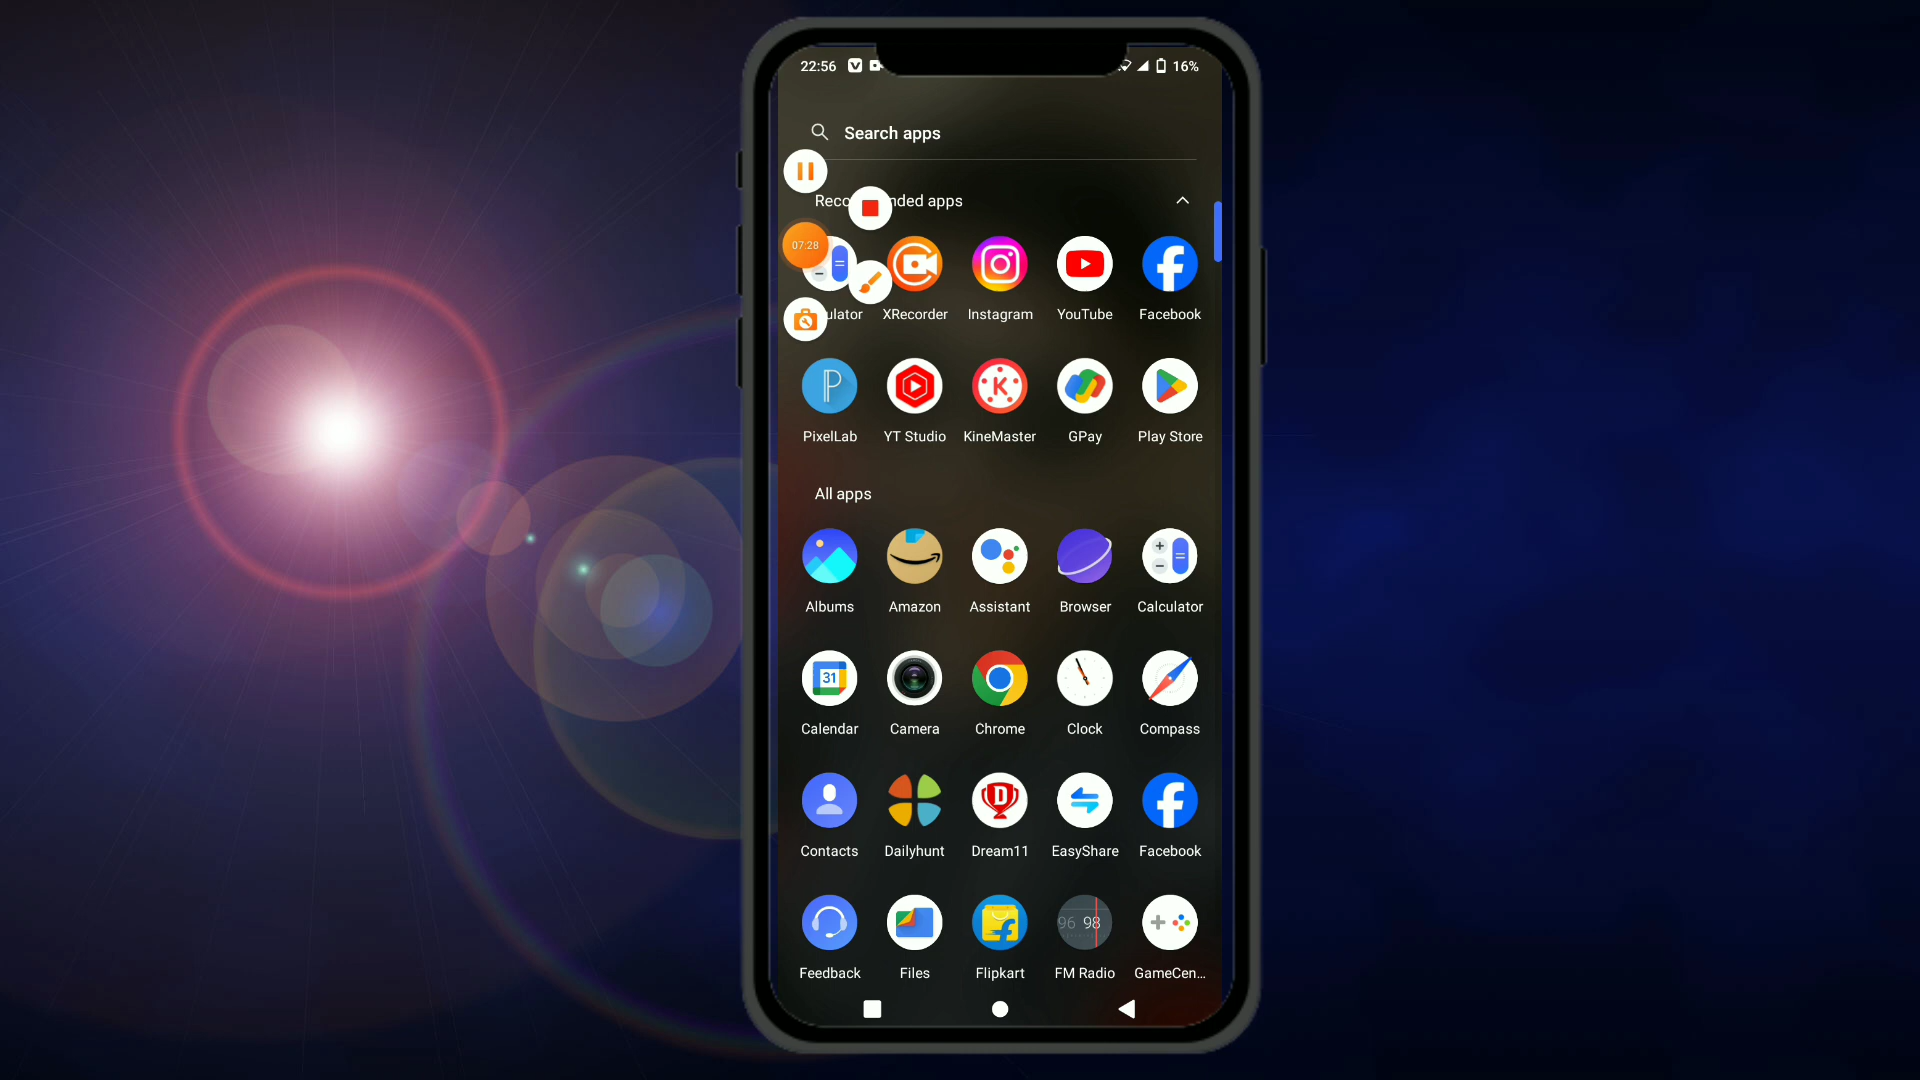 22:56 16%
Search apps
Reco nded apps
07:28
ulator XRecorder Instagram YouTube Facebook
PixelLab YT Studio KineMaster GPay Play Store
All apps
Albums Amazon Assistant Browser Calculator
31
Calendar Camera Chrome Clock Compass
Contacts Dailyhunt Dream11 EasyShare Facebook
96 98
Feedback Files Flipkart FM Radio GameCen...